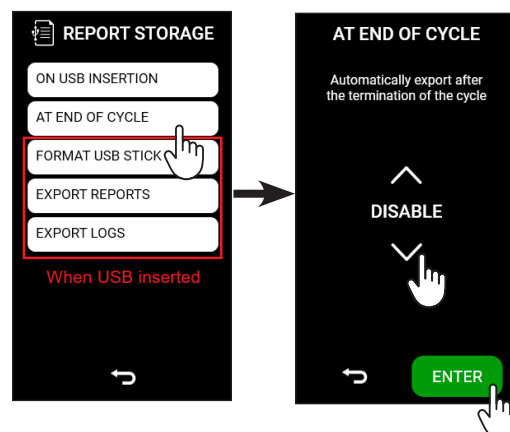 REPORT STORAGE
ON USB INSERTION
AT END OF CYCLE
FORMAT USB STICK
EXPORT REPORTS
EXPORT LOGS
When USB inserted
AT END OF CYCLE
Automatically export after
the termination of the cycle
DISABLE
ENTER